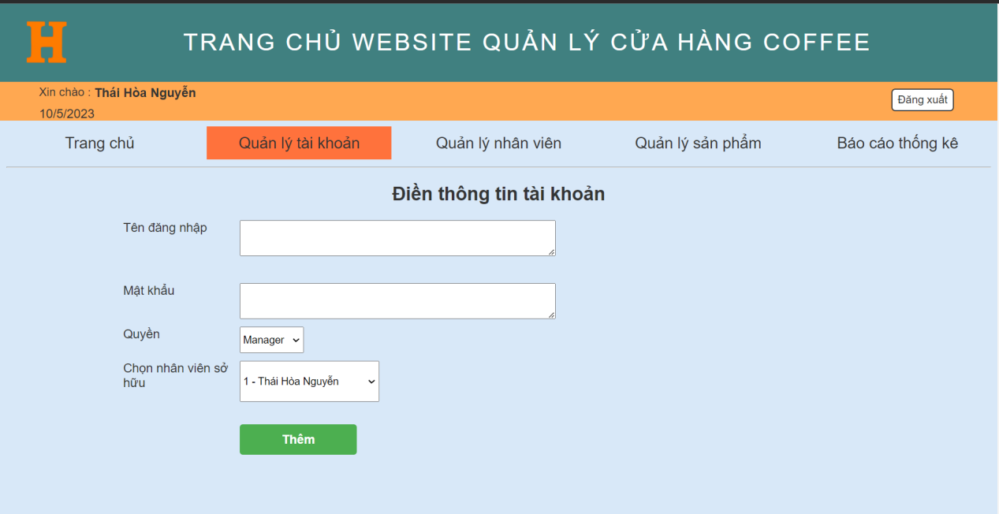 H
TRANG CHỦ WEBSITE QUẢN LÝ CỬA HÀNG COFFEE
Xin chào : Thái Hòa Nguyễn
10/5/2023
Đăng xuất
Trang chủ
Quản lý tài khoản
Quản lý nhân viên
Quản lý sản phẩm
Báo cáo thống kê
Điền thông tin tài khoản
Tên đăng nhập
Mật khẩu
Quyền
Manager
Chọn nhân viên sở
hữu
1 - Thái Hòa Nguyễn
Thêm